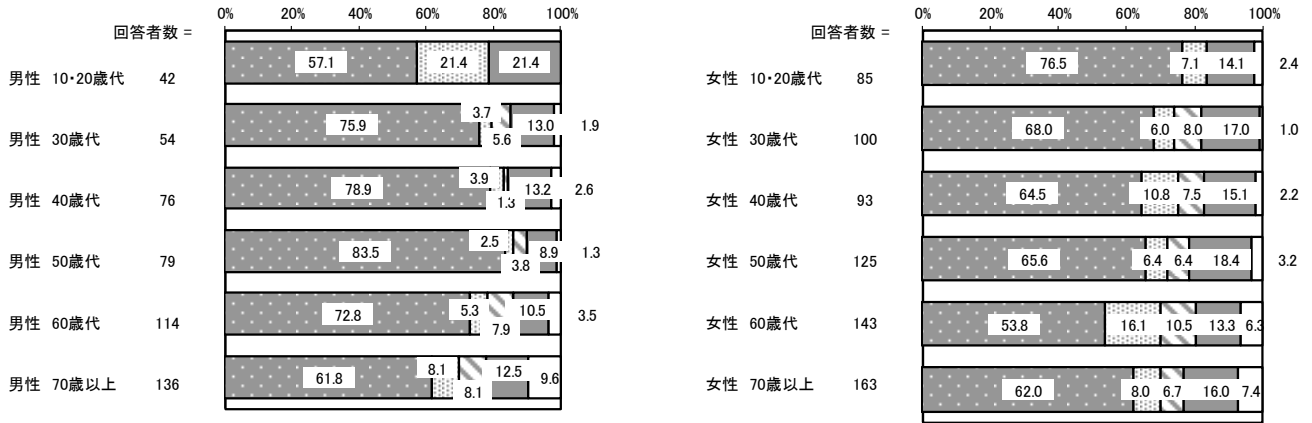 0% 20% 40% 60% 80% 100%
回答者数 =
57.1 21.4 21.4
男性 10・20歳代 42
3.7
75.9 5.6 13.0 1.9
男性 30歳代 54
3.9
78.9 1.3 13.2 2.6
男性 40歳代 76
2.5
83.5 3.8 8.9 1.3
男性 50歳代 79
5.3
72.8 7.9 10.5 3.5
男性 60歳代 114
8.1
61.8 8.1 12.5 9.6
男性 70歳以上 136
0% 20% 40% 60% 80% 100%
回答者数 =
76.5 7.1 14.1 2.4
女性 10・20歳代 85
68.0 6.0 8.0 17.0 1.0
女性 30歳代 100
64.5 10.8 7.5 15.1 2.2
女性 40歳代 93
65.6 6.4 6.4 18.4 3.2
女性 50歳代 125
53.8 16.1 10.5 13.3 6.3
女性 60歳代 143
62.0 8.0 6.7 16.0 7.4
女性 70歳以上 163